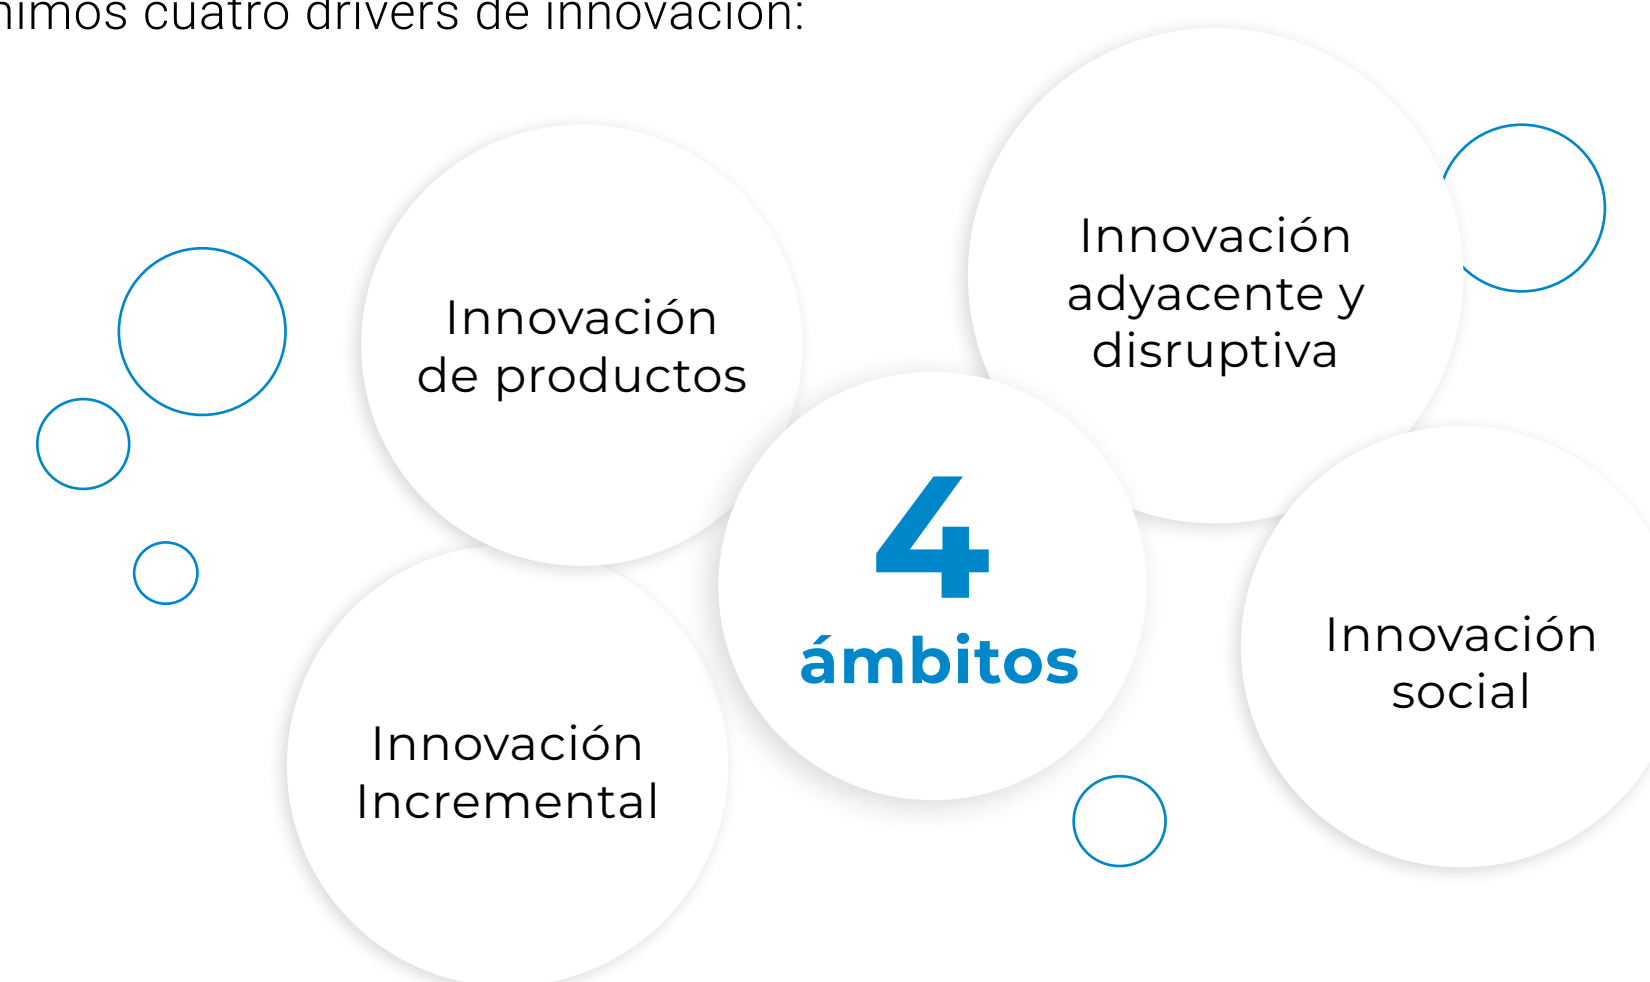 cuatro drivers de innovación:
Innovación
de productos
Innovación
adyacente y
disruptiva
4
ámbitos
Innovación
social
Innovación
Incremental